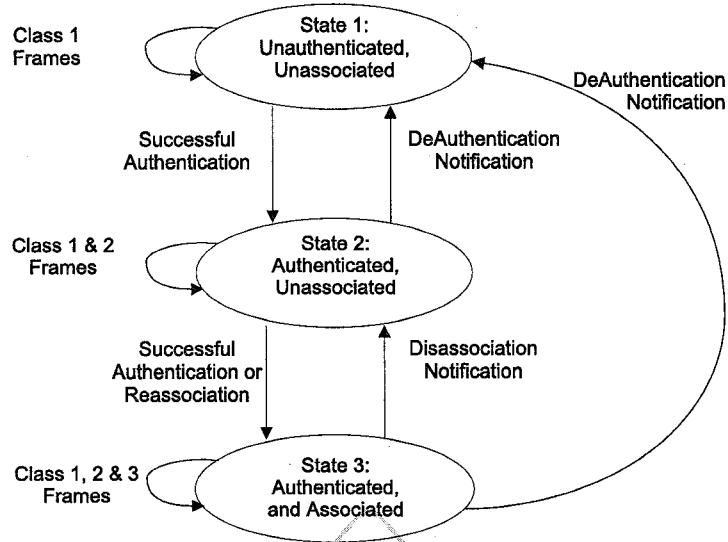 State 1:
Unauthenticated,
Unassociated
Class 1
Frames
DeAuthentication
Notification
Successful
Authentication
DeAuthentication
Notification
State 2:
Authenticated,
Unassociated
Class 1 & 2
Frames
Successful
Authentication or
Reassociation
Disassociation
Notification
State 3:
Authenticated,
and Associated
Class 1, 2 & 3
Frames